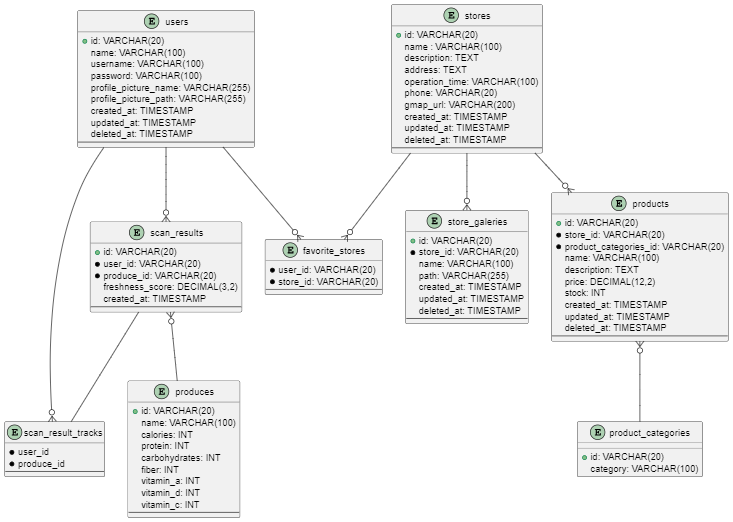 E users
id: VARCHAR(20)
name: VARCHAR(100)
username: VARCHAR(100)
password: VARCHAR(100)
profile_picture_name: VARCHAR(255)
profile_picture_path: VARCHAR(255)
created_at: TIMESTAMP
updated_at: TIMESTAMP
deleted_at: TIMESTAMP
E stores
id: VARCHAR(20)
name : VARCHAR(100)
description: TEXT
address: TEXT
operation_time: VARCHAR(100)
phone: VARCHAR(20)
gmap_url: VARCHAR(200)
created_at: TIMESTAMP
updated_at: TIMESTAMP
deleted_at: TIMESTAMP
E scan_results
id: VARCHAR(20)
user_id: VARCHAR(20)
produce_id: VARCHAR(20)
freshness_score: DECIMAL(3,2)
created_at: TIMESTAMP
E favorite_stores
user_id: VARCHAR(20)
store_id: VARCHAR(20)
E store_galeries
id: VARCHAR(20)
store_id: VARCHAR(20)
name: VARCHAR(100)
path: VARCHAR(255)
created_at: TIMESTAMP
updated_at: TIMESTAMP
deleted_at: TIMESTAMP
E products
id: VARCHAR(20)
store_id: VARCHAR(20)
product_categories_id: VARCHAR(20)
name: VARCHAR(100)
description: TEXT
price: DECIMAL(12,2)
stock: INT
created_at: TIMESTAMP
updated_at: TIMESTAMP
deleted_at: TIMESTAMP
E scan_result_tracks
user_id
produce_id
E produces
id: VARCHAR(20)
name: VARCHAR(100)
calories: INT
protein: INT
carbohydrates: INT
fiber: INT
vitamin_a: INT
vitamin_d: INT
vitamin_c: INT
E product_categories
id: VARCHAR(20)
category: VARCHAR(100)